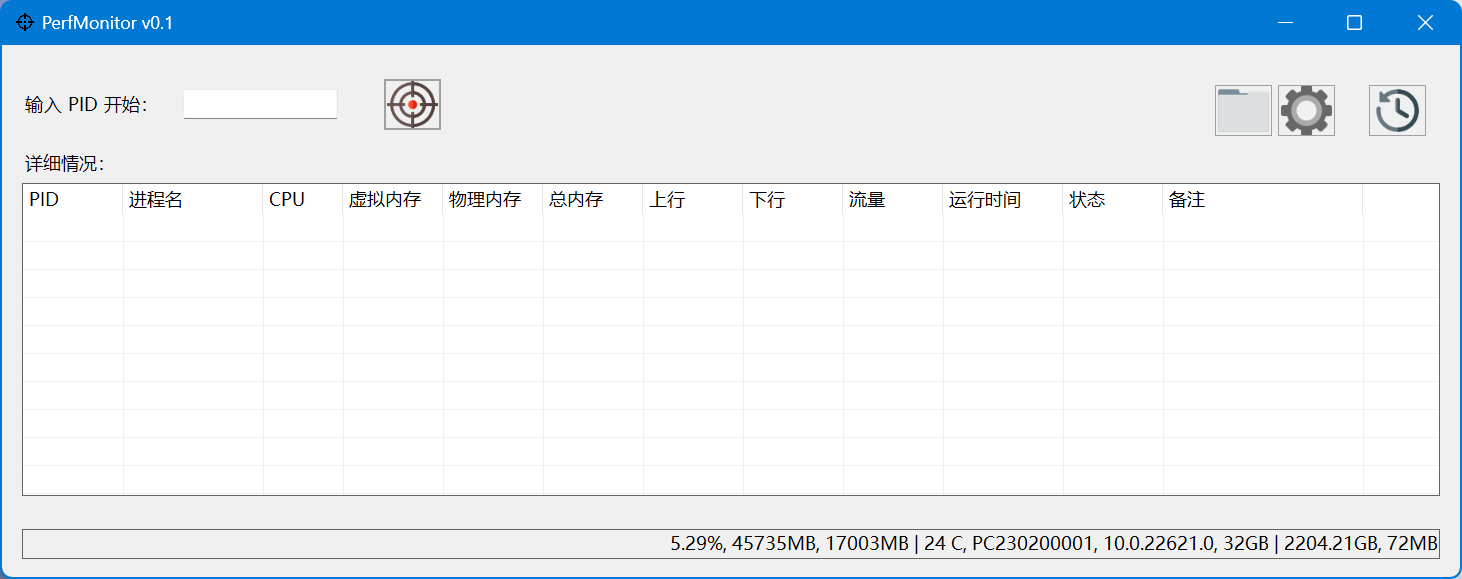 PerfMonitor v0.1
输入 PID 开始：
详细情况：
PID 进程名 CPU 虚拟内存 物理内存 总内存 上行 下行 流量 运行时间 状态 备注
5.29%, 45735MB, 17003MB | 24 C, PC230200001, 10.0.22621.0, 32GB | 2204.21GB, 72MB